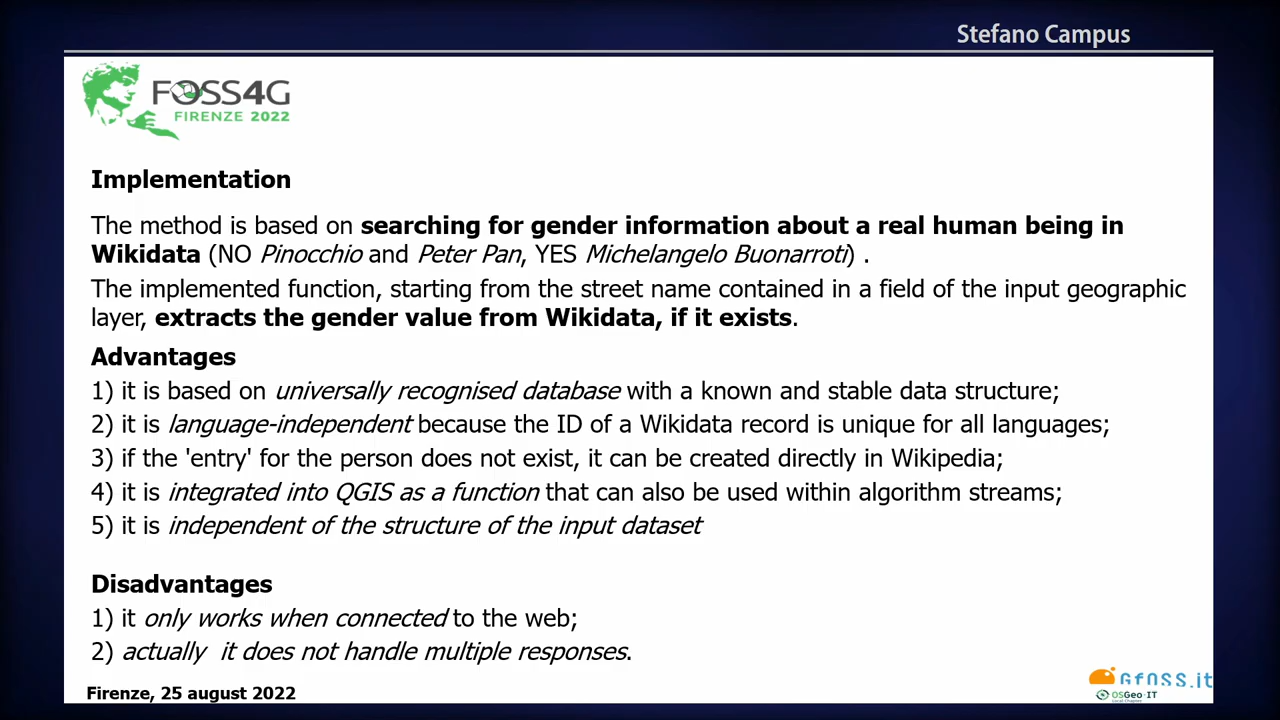 Stefano Campus
FOSS4G
FIRENZE 2022
Implementation
The method is based on searching for gender information about a real human being in
Wikidata (NO Pinocchio and Peter Pan, YES Michelangelo Buonarroti) .
The implemented function, starting from the street name contained in a field of the input geographic
layer, extracts the gender value from Wikidata, if it exists.
Advantages
1) it is based on universally recognised database with a known and stable data structure;
2) it is language-independent because the ID of a Wikidata record is unique for all languages;
3) if the 'entry' for the person does not exist, it can be created directly in Wikipedia;
4) it is integrated into QGIS as a function that can also be used within algorithm streams;
5) it is independent of the structure of the input dataset
Disadvantages
1) it only works when connected to the web;
2) actually it does not handle multiple responses.
GFOSS.it
OSGeo·IT
Local Chapter
Firenze, 25 august 2022